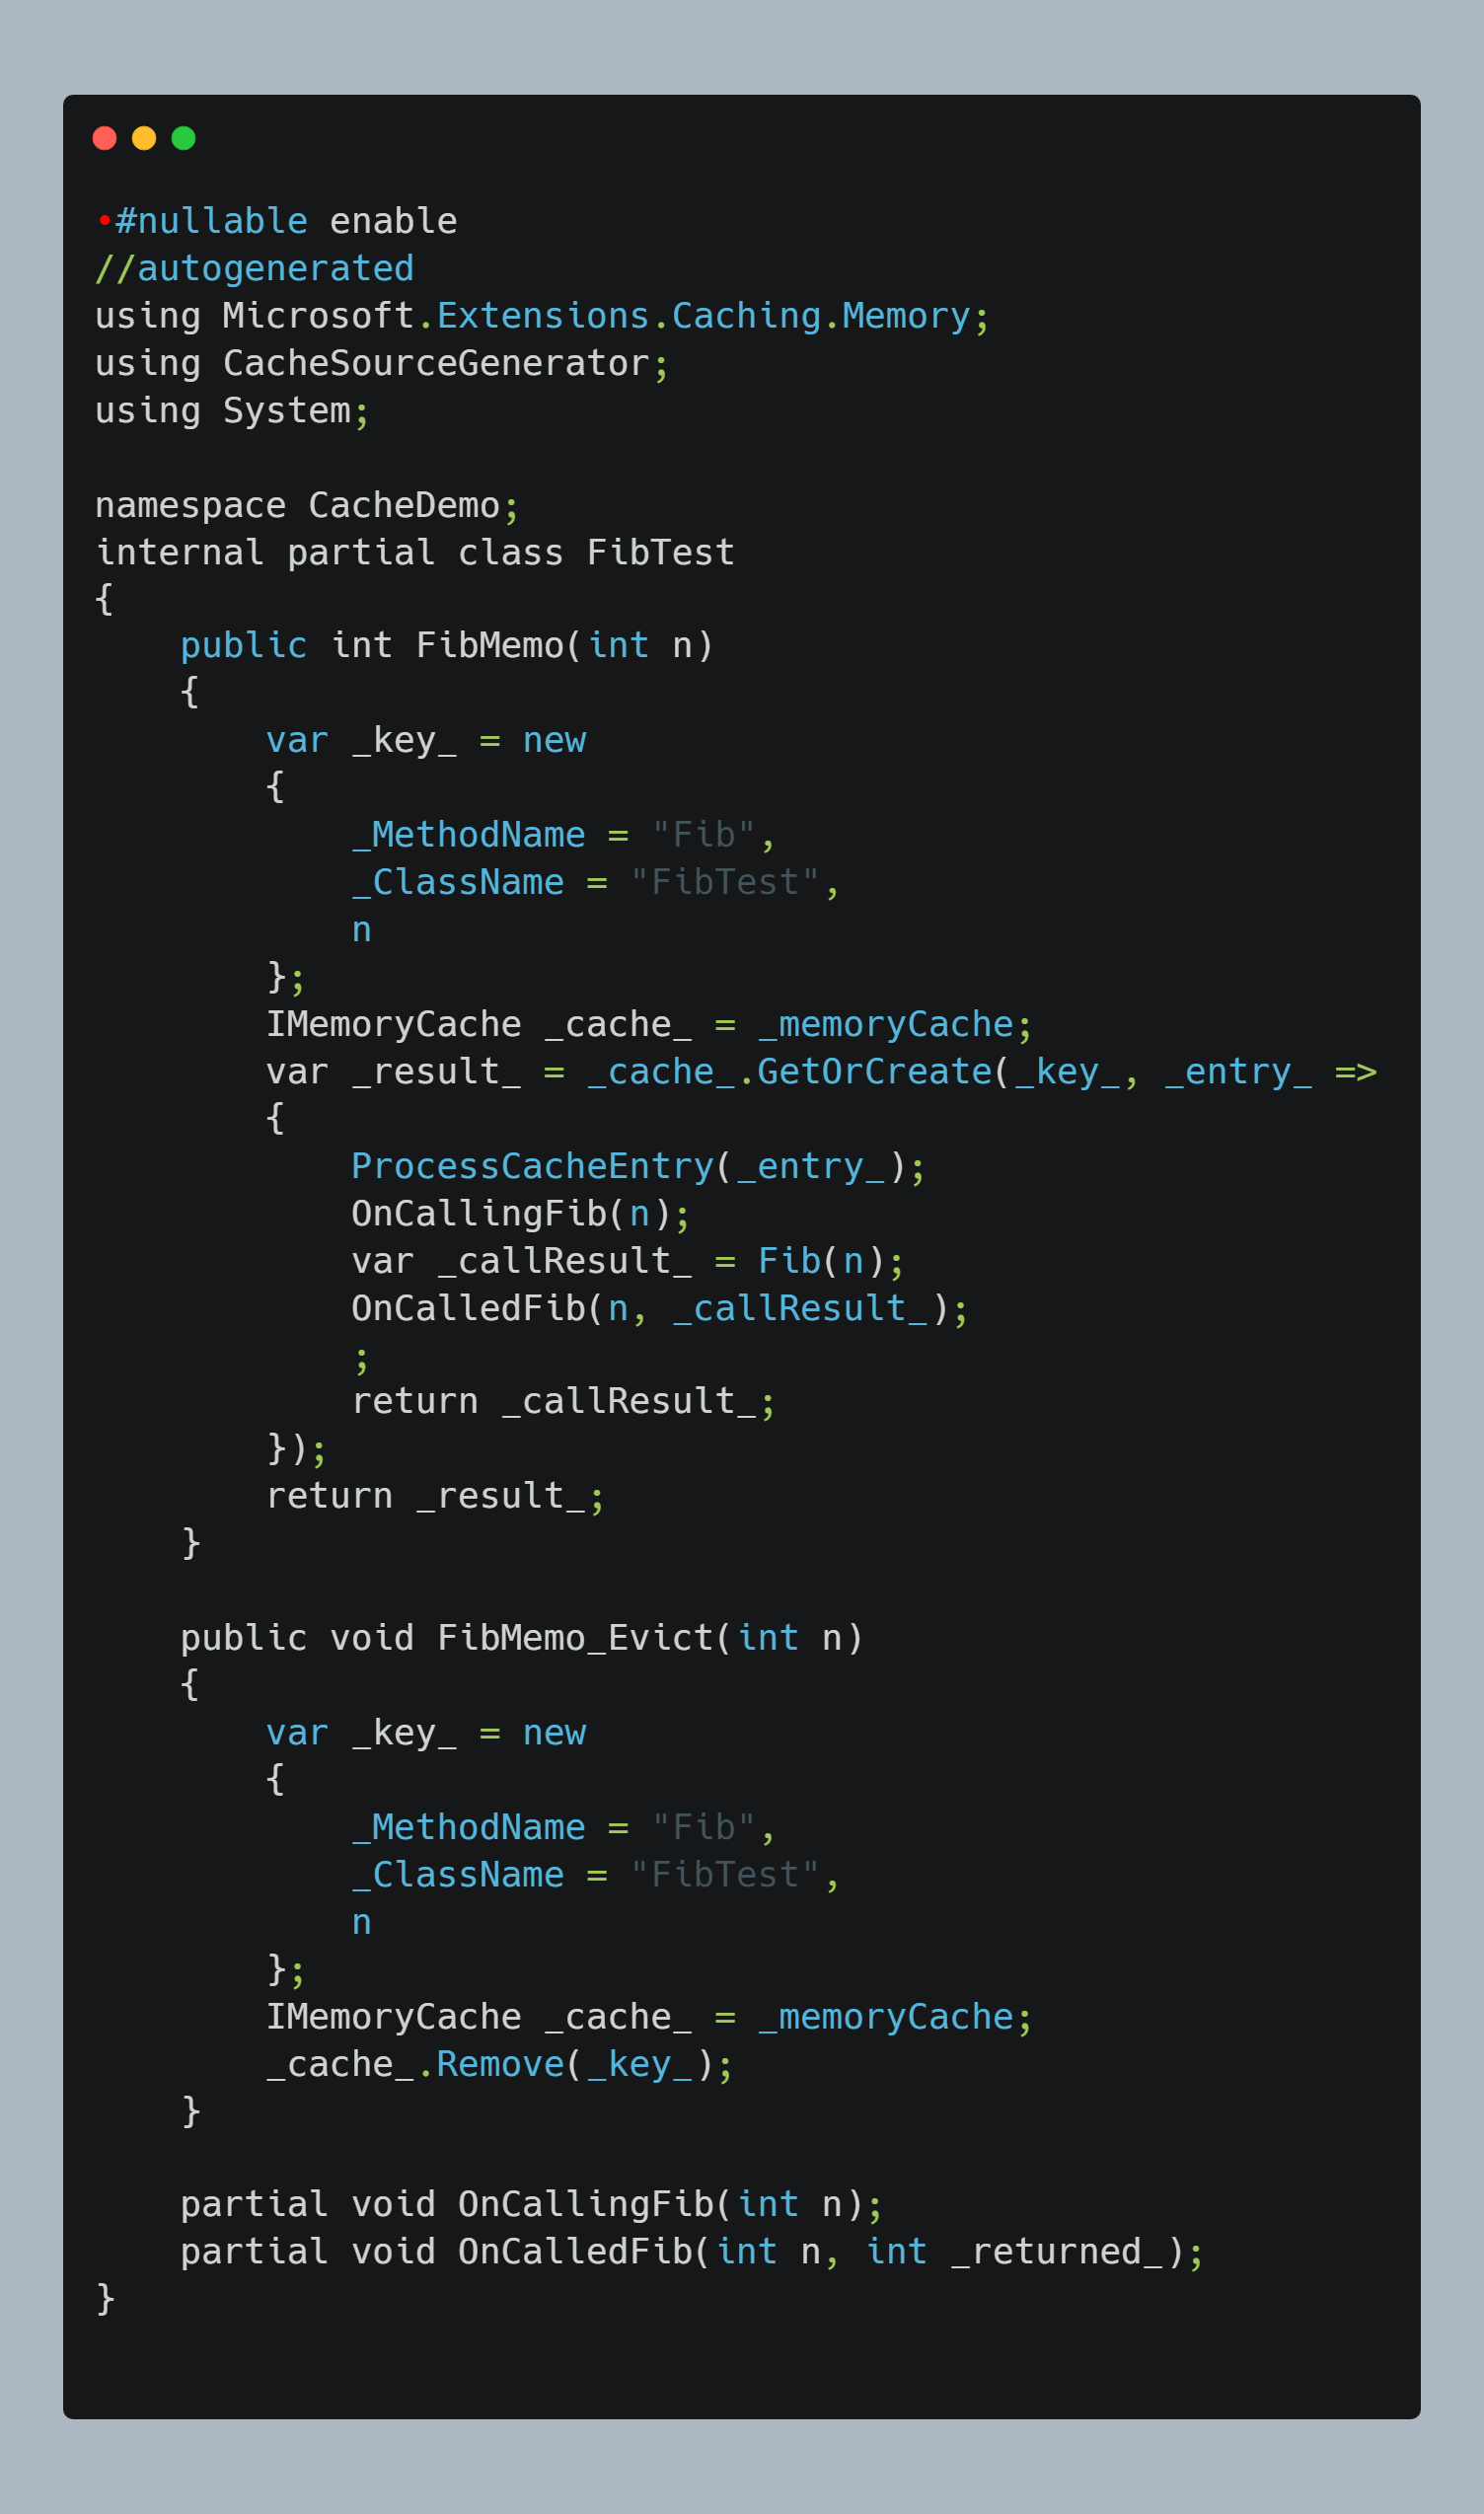 •#nullable enable
//autogenerated
using Microsoft.Extensions.Caching.Memory;
using CacheSourceGenerator;
using System;

namespace CacheDemo;
internal partial class FibTest
{
    public int FibMemo(int n)
    {
        var _key_ = new
        {
            _MethodName = "Fib",
            _ClassName = "FibTest",
            n
        };
        IMemoryCache _cache_ = _memoryCache;
        var _result_ = _cache_.GetOrCreate(_key_, _entry_ =>
        {
            ProcessCacheEntry(_entry_);
            OnCallingFib(n);
            var _callResult_ = Fib(n);
            OnCalledFib(n, _callResult_);
            ;
            return _callResult_;
        });
        return _result_;
    }

    public void FibMemo_Evict(int n)
    {
        var _key_ = new
        {
            _MethodName = "Fib",
            _ClassName = "FibTest",
            n
        };
        IMemoryCache _cache_ = _memoryCache;
        _cache_.Remove(_key_);
    }

    partial void OnCallingFib(int n);
    partial void OnCalledFib(int n, int _returned_);
}